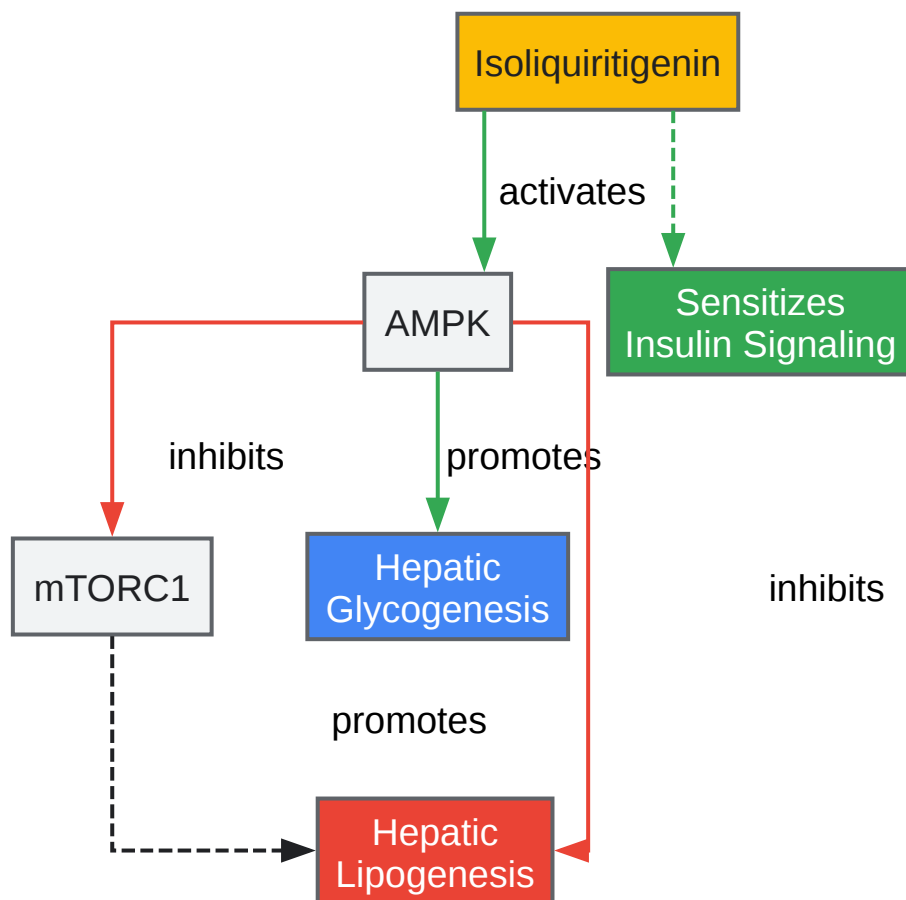 Isoliquiritigenin
activates
Sensitizes
Insulin Signaling
AMPK
inhibits
promotes
mTORC1
Hepatic
Glycogenesis
inhibits
promotes
Hepatic
Lipogenesis